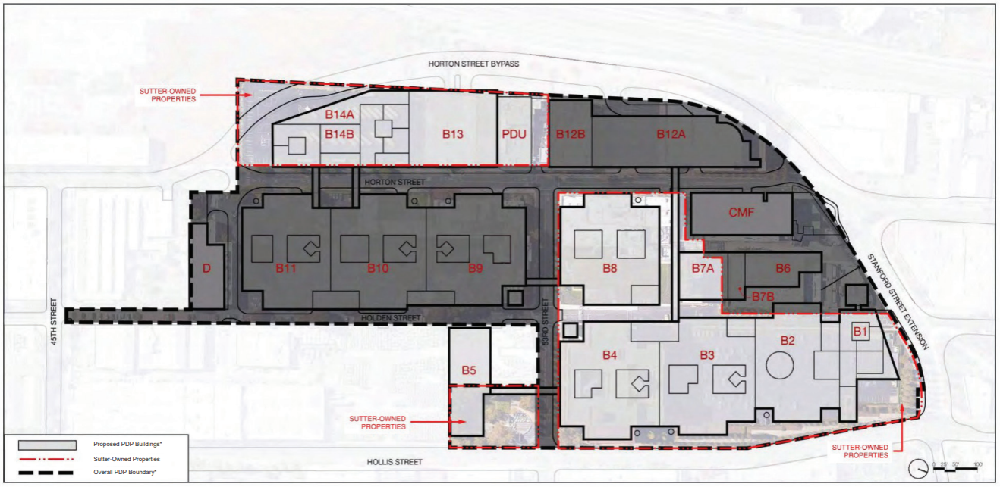 HORTON STREET BYPASS
SUTTER-OWNED
PROPERTIES
B14A
B14B
B13
PDU
B12B
B12A
HORTON STREET
CMF
D
B11
B10
B9
B8
B7A
B6
B7B
STANFORD STREET EXTENSION
45TH STREET
HOLDEN STREET
53RD STREET
B1
B2
B3
B4
B5
SUTTER-OWNED
PROPERTIES
SUTTER-OWNED
PROPERTIES
HOLLIS STREET
Proposed PDP Buildings*
Sutter-Owned Properties
Overall PDP Boundary*
0' 25' 50' 100'